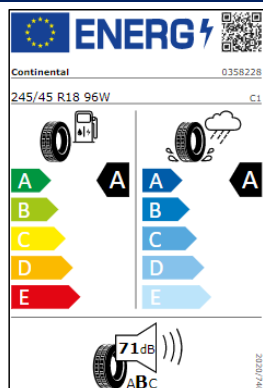 ENERG
Continental 0358228
245/45 R18 96W C1
A A A A
B B
C C
D D
E E
71dB
ABC
2020/740